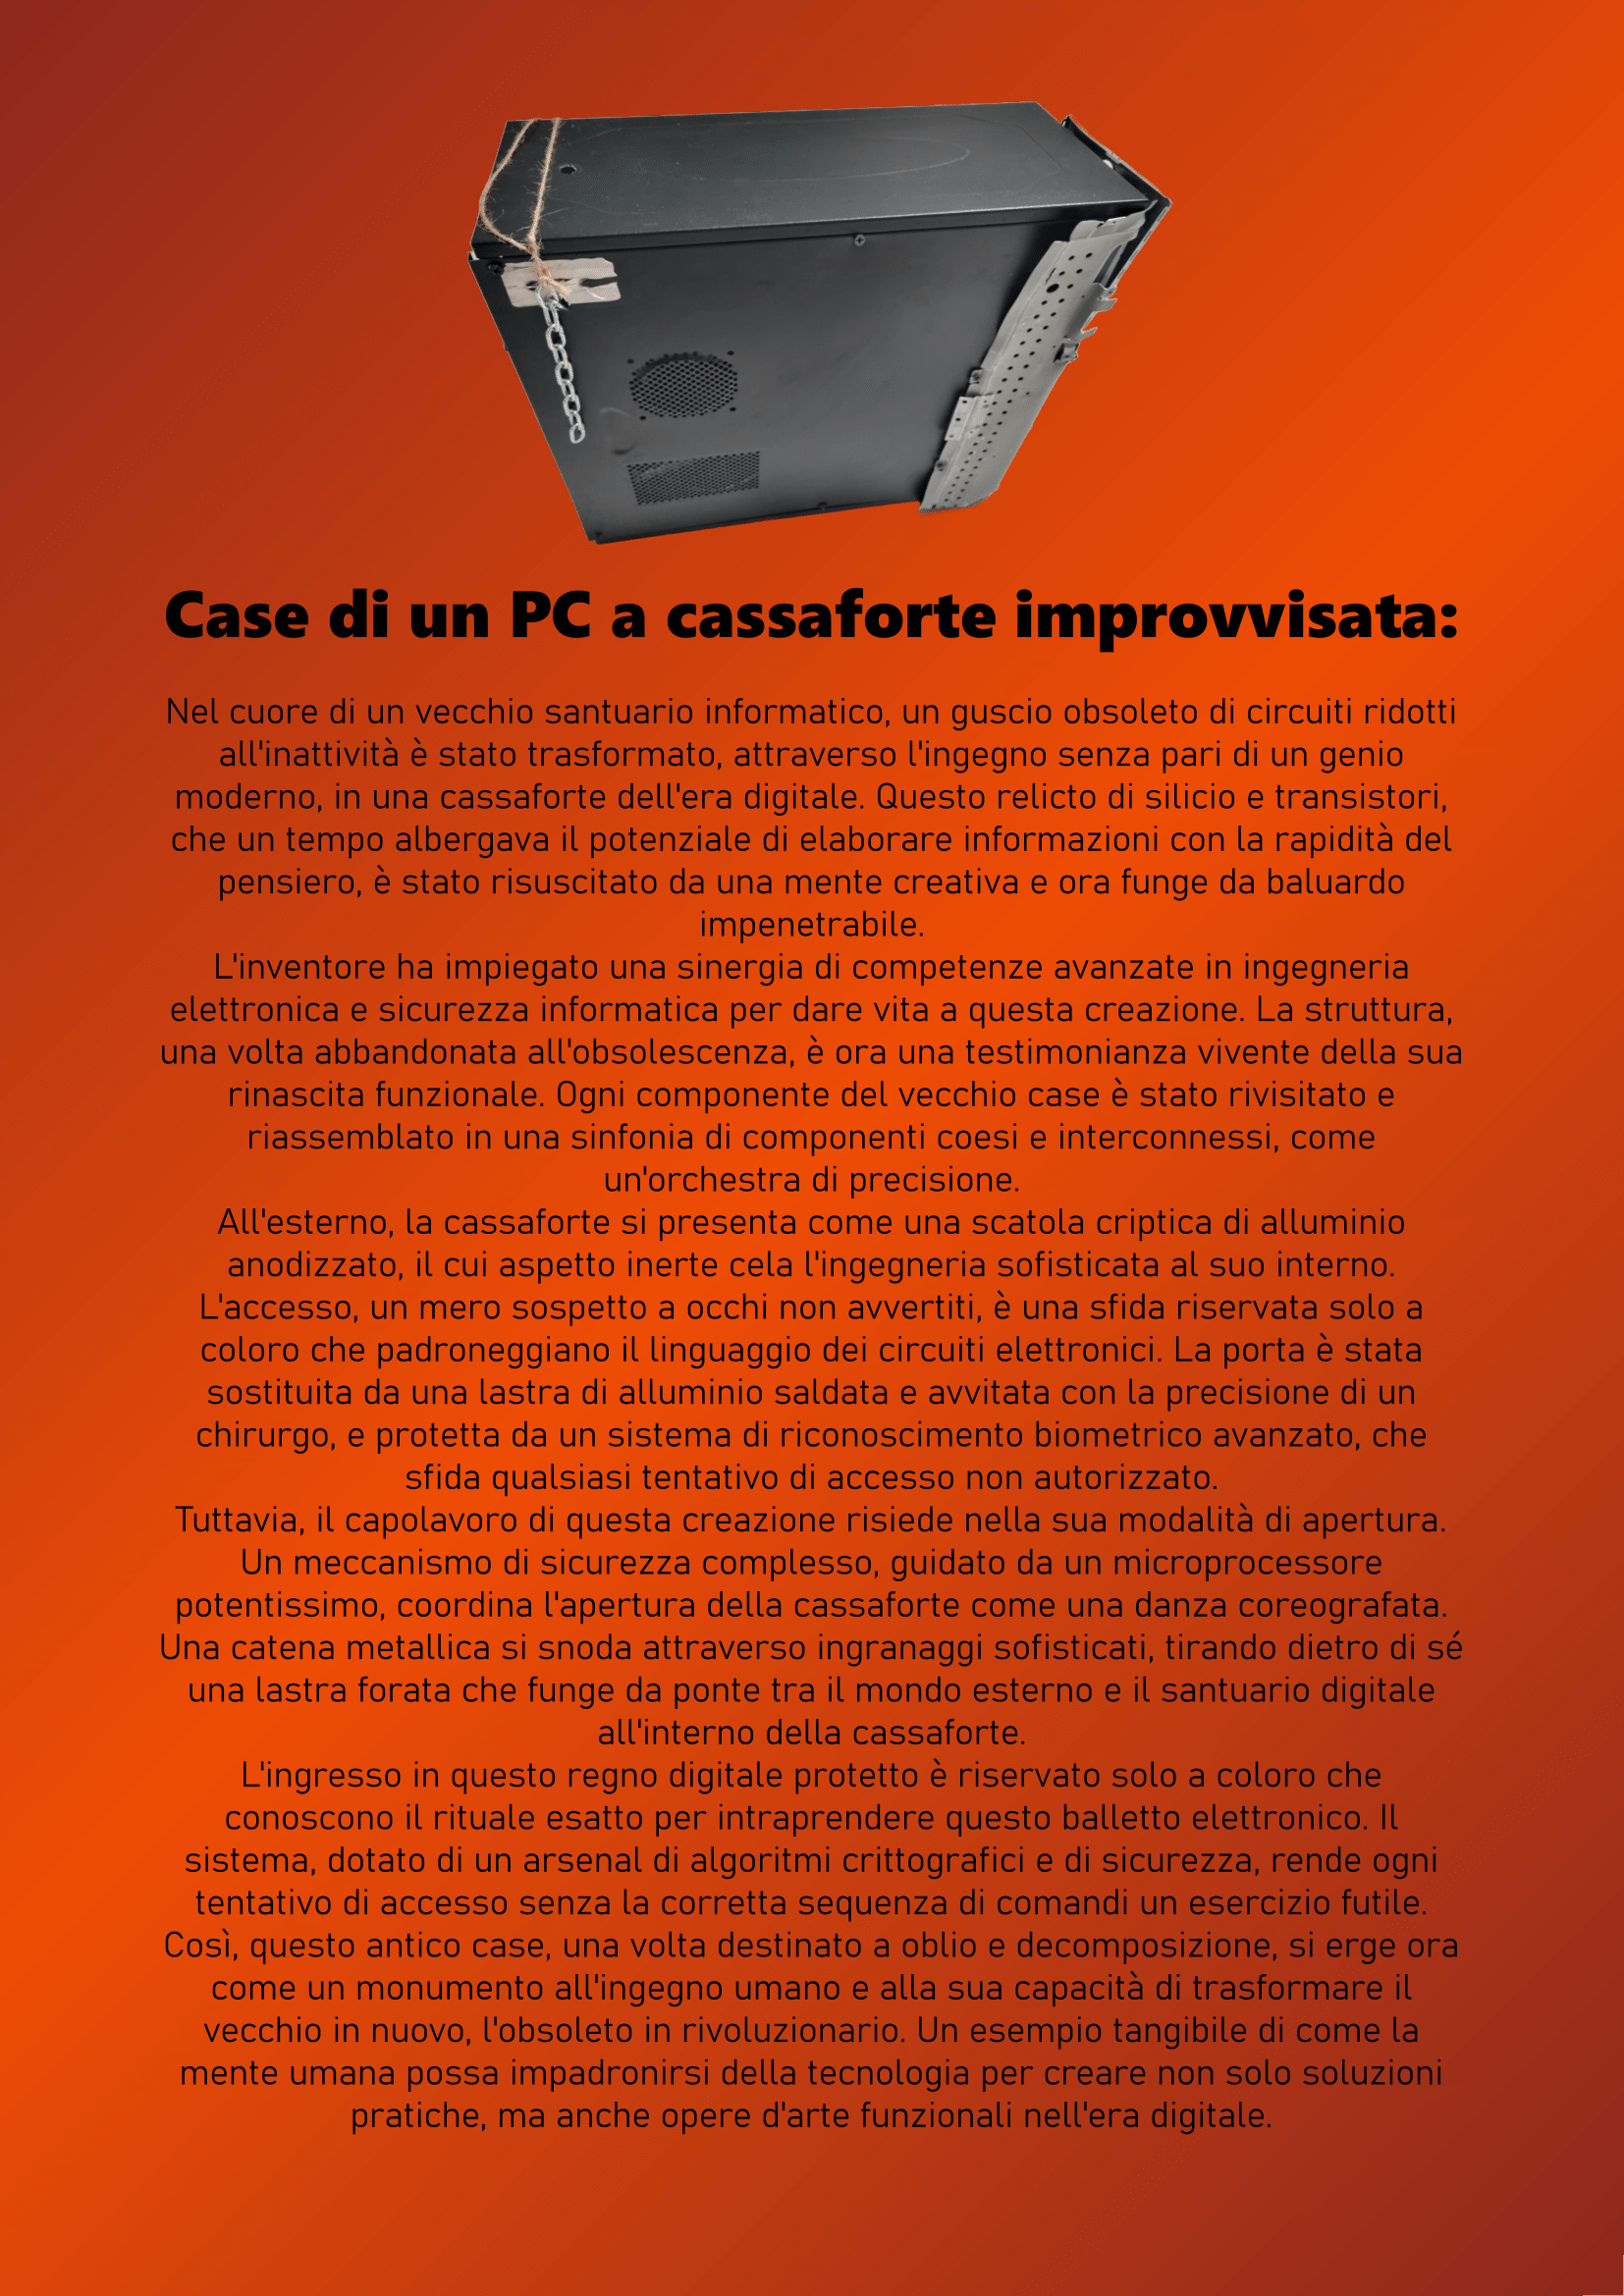 Case di un PC a cassaforte improvvisata:
Nel cuore di un vecchio santuario informatico, un guscio obsoleto di circuiti ridotti
all'inattività è stato trasformato, attraverso l'ingegno senza pari di un genio
moderno, in una cassaforte dell'era digitale. Questo relicto di silicio e transistori,
che un tempo albergava il potenziale di elaborare informazioni con la rapidità del
pensiero, è stato risuscitato da una mente creativa e ora funge da baluardo
impenetrabile.
L'inventore ha impiegato una sinergia di competenze avanzate in ingegneria
elettronica e sicurezza informatica per dare vita a questa creazione. La struttura,
una volta abbandonata all'obsolescenza, è ora una testimonianza vivente della sua
rinascita funzionale. Ogni componente del vecchio case è stato rivisitato e
riassemblato in una sinfonia di componenti coesi e interconnessi, come
un'orchestra di precisione.
All'esterno, la cassaforte si presenta come una scatola criptica di alluminio
anodizzato, il cui aspetto inerte cela l'ingegneria sofisticata al suo interno.
L'accesso, un mero sospetto a occhi non avvertiti, è una sfida riservata solo a
coloro che padroneggiano il linguaggio dei circuiti elettronici. La porta è stata
sostituita da una lastra di alluminio saldata e avvitata con la precisione di un
chirurgo, e protetta da un sistema di riconoscimento biometrico avanzato, che
sfida qualsiasi tentativo di accesso non autorizzato.
Tuttavia, il capolavoro di questa creazione risiede nella sua modalità di apertura.
Un meccanismo di sicurezza complesso, guidato da un microprocessore
potentissimo, coordina l'apertura della cassaforte come una danza coreografata.
Una catena metallica si snoda attraverso ingranaggi sofisticati, tirando dietro di sé
una lastra forata che funge da ponte tra il mondo esterno e il santuario digitale
all'interno della cassaforte.
L'ingresso in questo regno digitale protetto è riservato solo a coloro che
conoscono il rituale esatto per intraprendere questo balletto elettronico. Il
sistema, dotato di un arsenal di algoritmi crittografici e di sicurezza, rende ogni
tentativo di accesso senza la corretta sequenza di comandi un esercizio futile.
Così, questo antico case, una volta destinato a oblio e decomposizione, si erge ora
come un monumento all'ingegno umano e alla sua capacità di trasformare il
vecchio in nuovo, l'obsoleto in rivoluzionario. Un esempio tangibile di come la
mente umana possa impadronirsi della tecnologia per creare non solo soluzioni
pratiche, ma anche opere d'arte funzionali nell'era digitale.